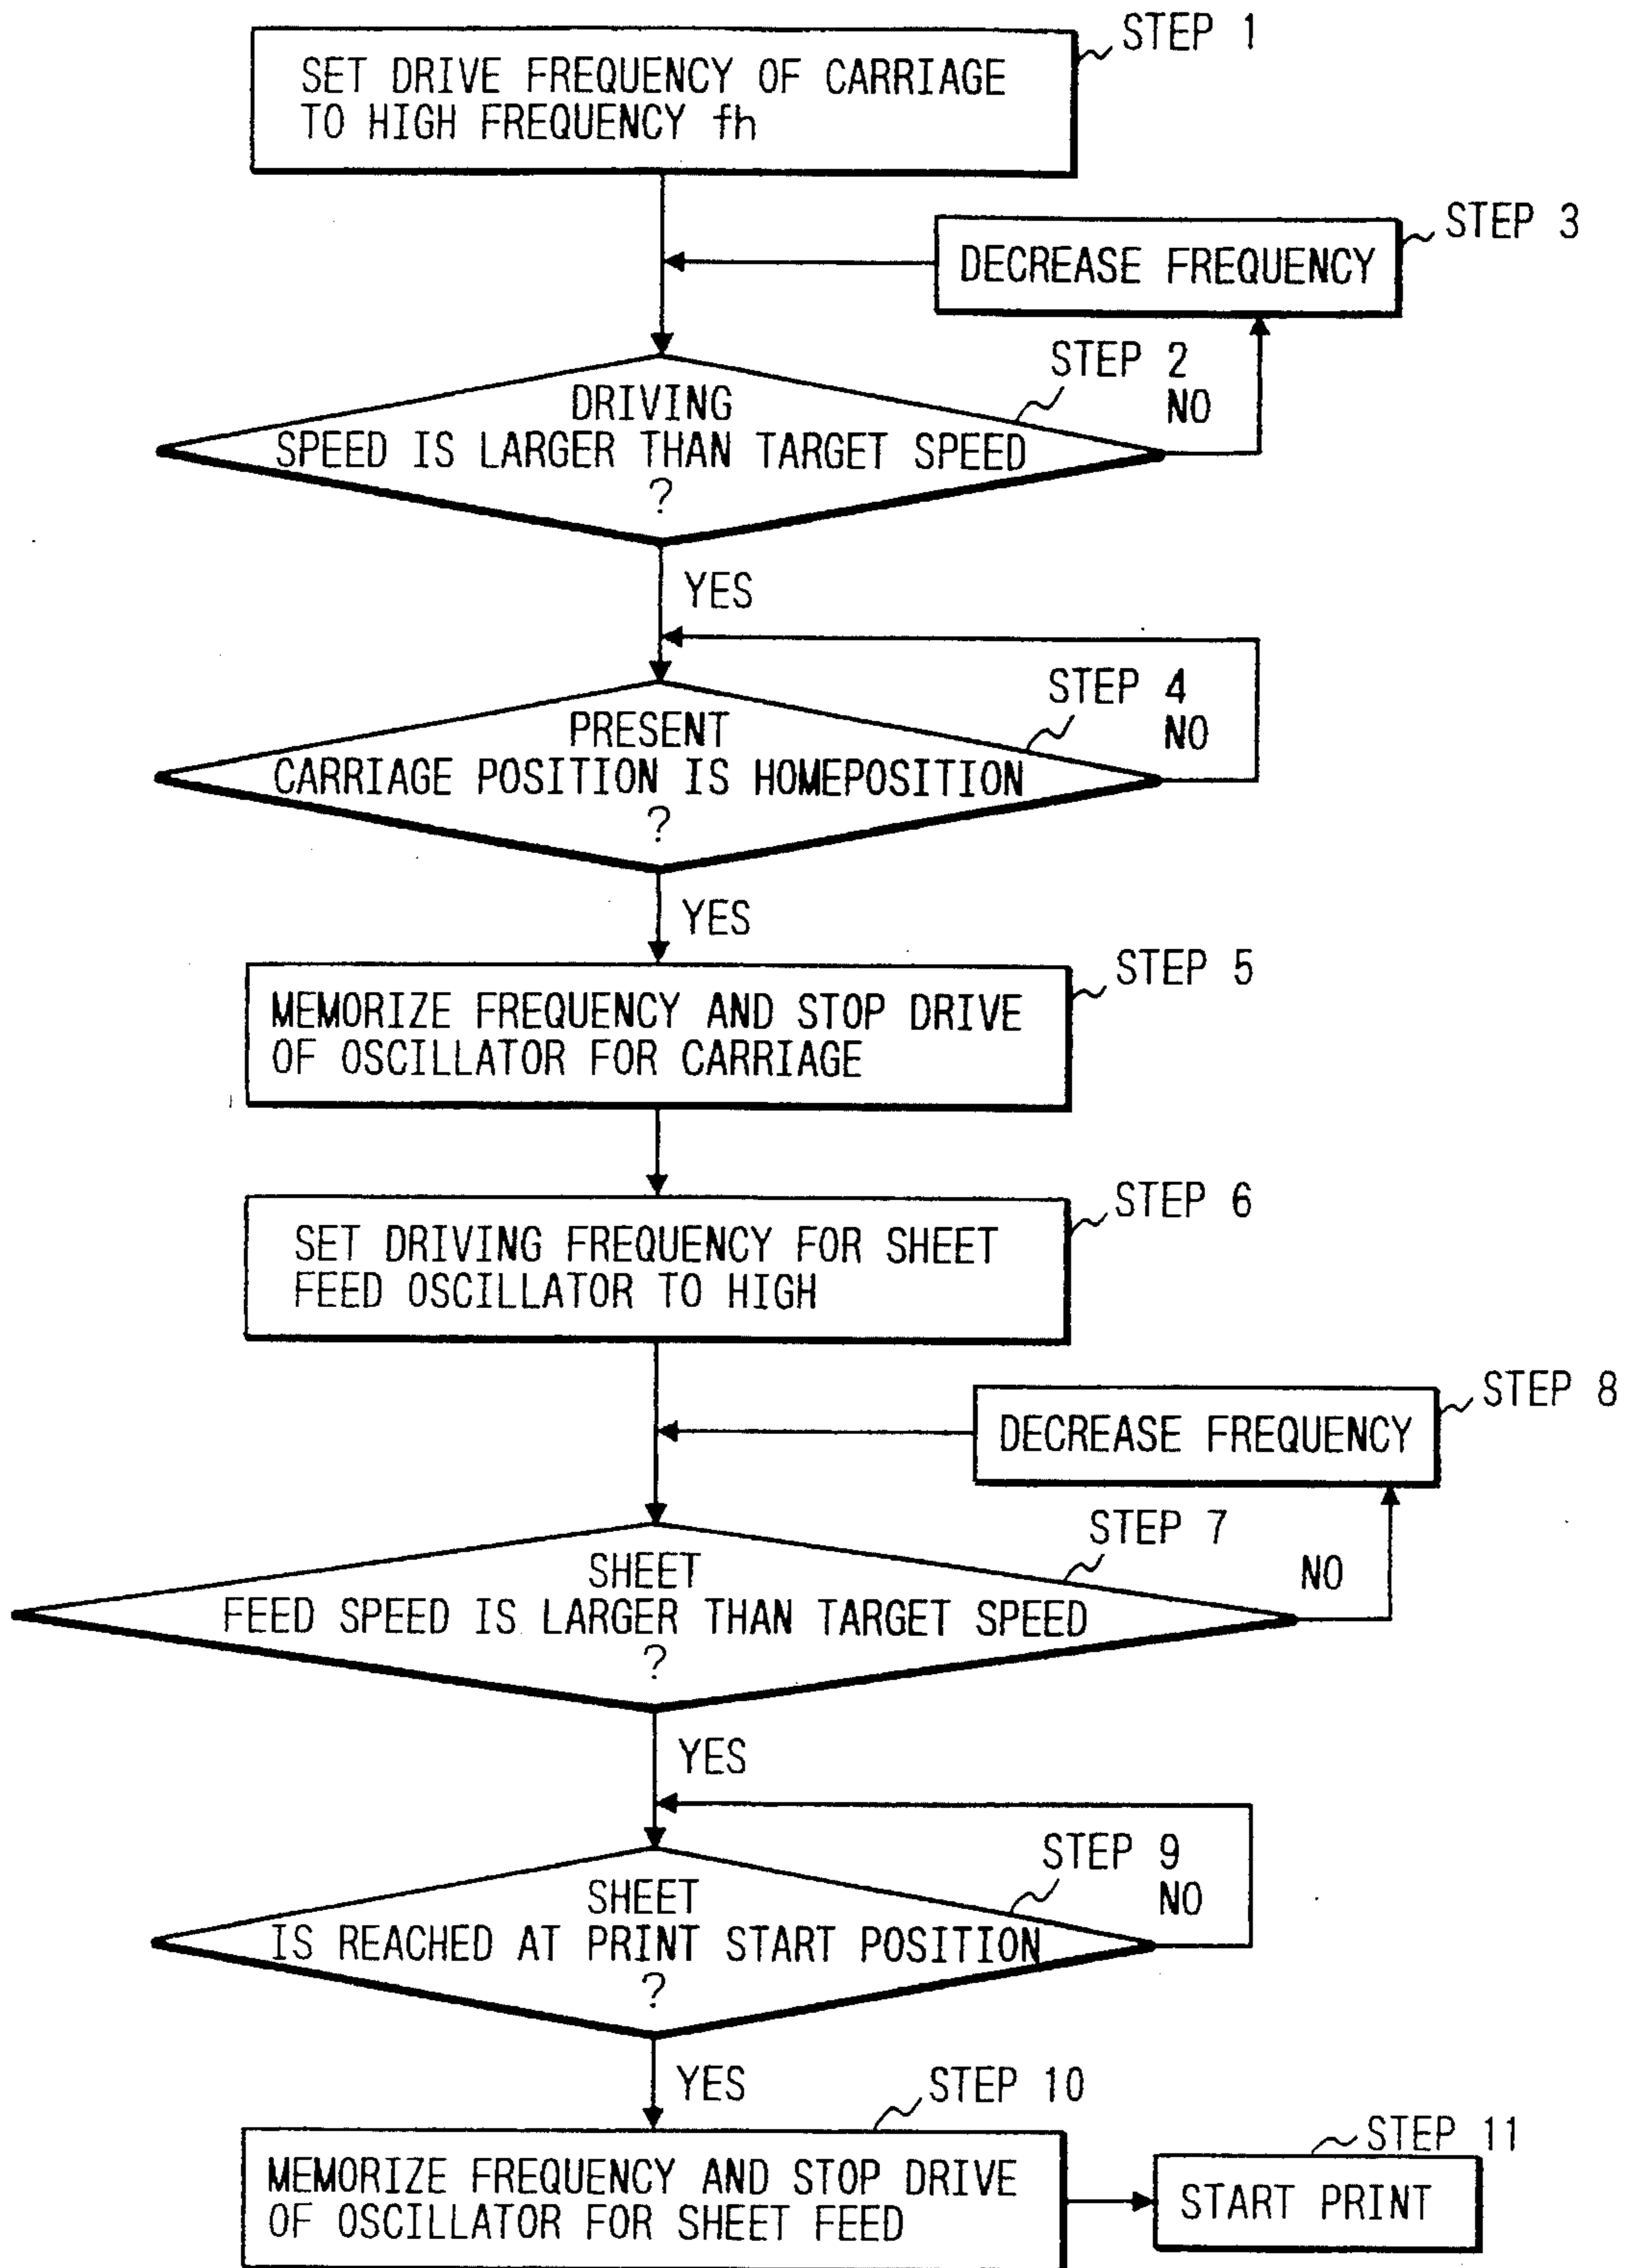 STEP 1
SET DRIVE FREQUENCY OF CARRIAGE
TO HIGH FREQUENCY fh
STEP 3
DECREASE FREQUENCY
STEP 2
NO
DRIVING
SPEED IS LARGER THAN TARGET SPEED
?
YES
STEP 4
NO
PRESENT
CARRIAGE POSITION IS HOMEPOSITION
?
YES
STEP 5
MEMORIZE FREQUENCY AND STOP DRIVE
OF OSCILLATOR FOR CARRIAGE
STEP 6
SET DRIVING FREQUENCY FOR SHEET
FEED OSCILLATOR TO HIGH
STEP 8
DECREASE FREQUENCY
STEP 7
NO
SHEET
FEED SPEED IS LARGER THAN TARGET SPEED
?
YES
STEP 9
NO
SHEET
IS REACHED AT PRINT START POSITION
?
YES
STEP 10
MEMORIZE FREQUENCY AND STOP DRIVE
OF OSCILLATOR FOR SHEET FEED
STEP 11
START PRINT